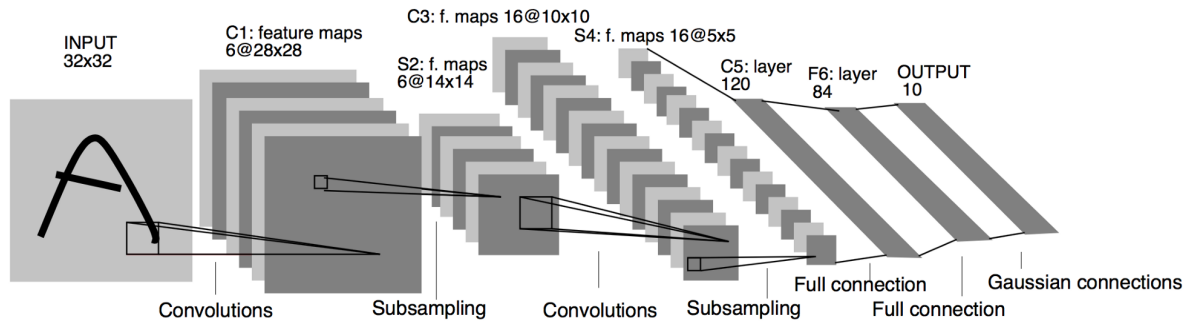 INPUT
32x32
C1: feature maps
6@28x28
S2: f. maps
6@14x14
C3: f. maps 16@10x10
S4: f. maps 16@5x5
C5: layer
120
F6: layer
84
OUTPUT
10
Convolutions
Subsampling
Convolutions
Subsampling
Full connection
Full connection
Gaussian connections